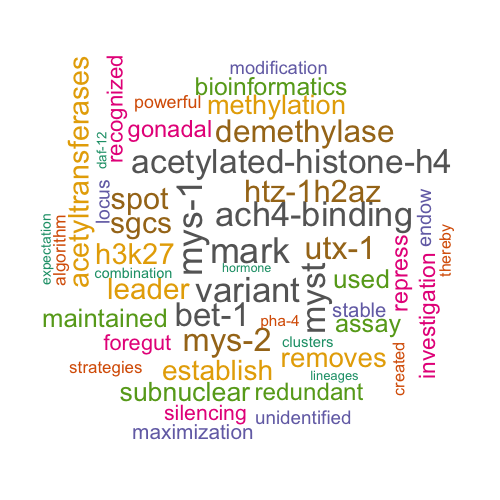 modification
bioinformatics
powerful methylation
recognized
daf-12
gonadal demethylase
acetyltransferases
acetylated-histone-h4
locus
spot mys-1 htz-1h2az
sgcs ach4-binding
endow
expectation
algorithm
h3k27 mark utx-1
thereby
combination hormone
leader variant myst used
repress
investigation
maintained bet-1 pha-4 stable
assay
foregut mys-2 clusters
strategies establish removes
lineages
created
subnuclear redundant
silencing unidentified
maximization